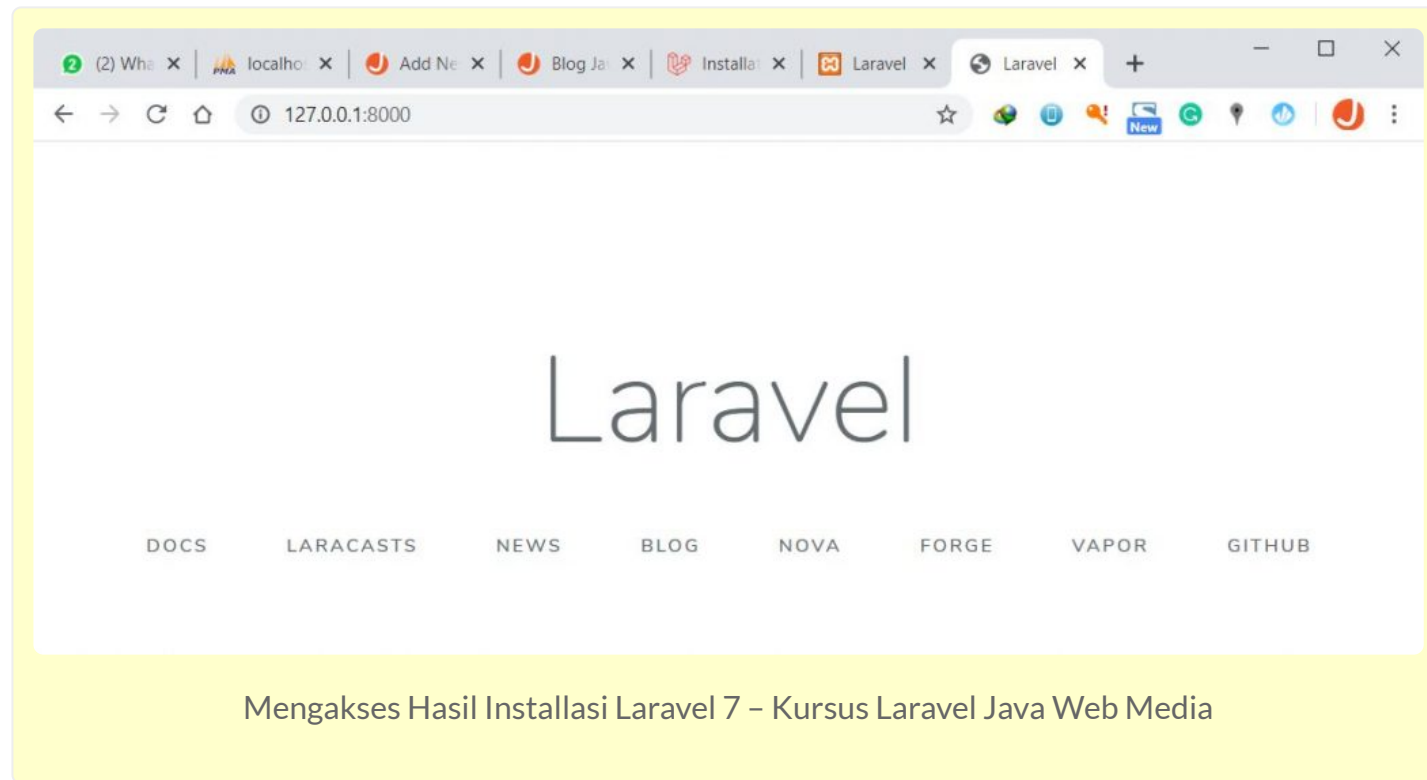 (2) Wha localho Add Ne Blog Ja Installa Laravel Laravel
127.0.0.1:8000
New
Laravel
DOCS LARACASTS NEWS BLOG NOVA FORGE VAPOR GITHUB
Mengakses Hasil Installasi Laravel 7 – Kursus Laravel Java Web Media